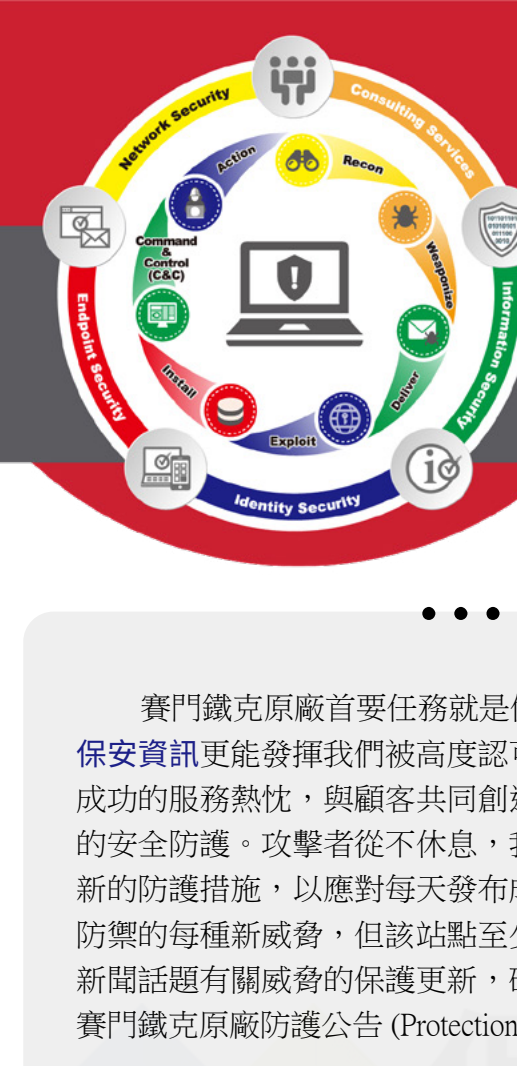 Network Security
Consulting Services
Action
Recon
Command
&
Control
(C&C)
Weaponize
Endpoint Security
Information Security
Install
Deliver
Exploit
Identity Security
賽門鐵克原廠首要任務就是
保安資訊更能發揮我們被高度認
成功的服務熱忱，與顧客共同創
的安全防護。攻擊者從不休息，
新的防護措施，以應對每天發布
防禦的每種新威脅，但該站點至
新聞話題有關威脅的保護更新，
賽門鐵克原廠防護公告 (Protection